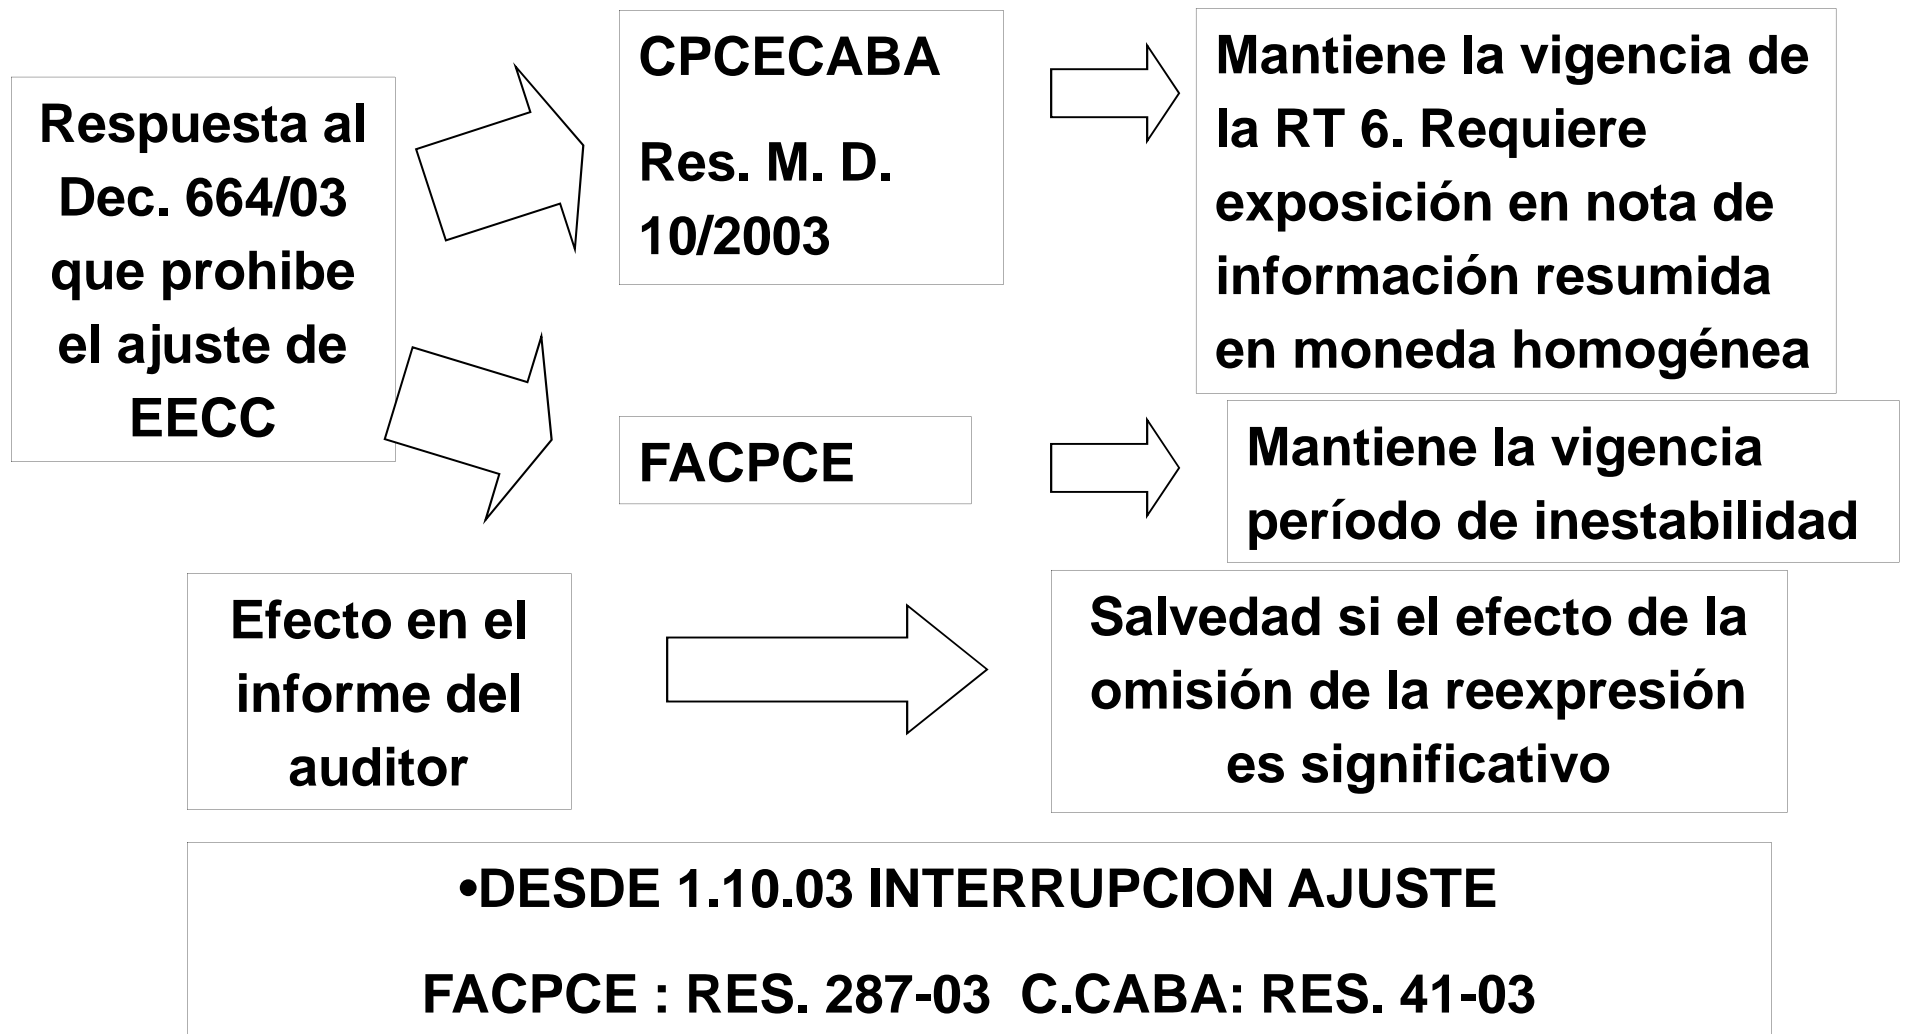 Respuesta al
Dec. 664/03
que prohibe
el ajuste de
EECC
CPCECABA
Res. M. D.
10/2003
Mantiene la vigencia de
la RT 6. Requiere
exposición en nota de
información resumida
en moneda homogénea
FACPCE
Mantiene la vigencia
período de inestabilidad
Efecto en el
informe del
auditor
Salvedad si el efecto de la
omisión de la reexpresión
es significativo
•DESDE 1.10.03 INTERRUPCION AJUSTE
FACPCE : RES. 287-03 C.CABA: RES. 41-03